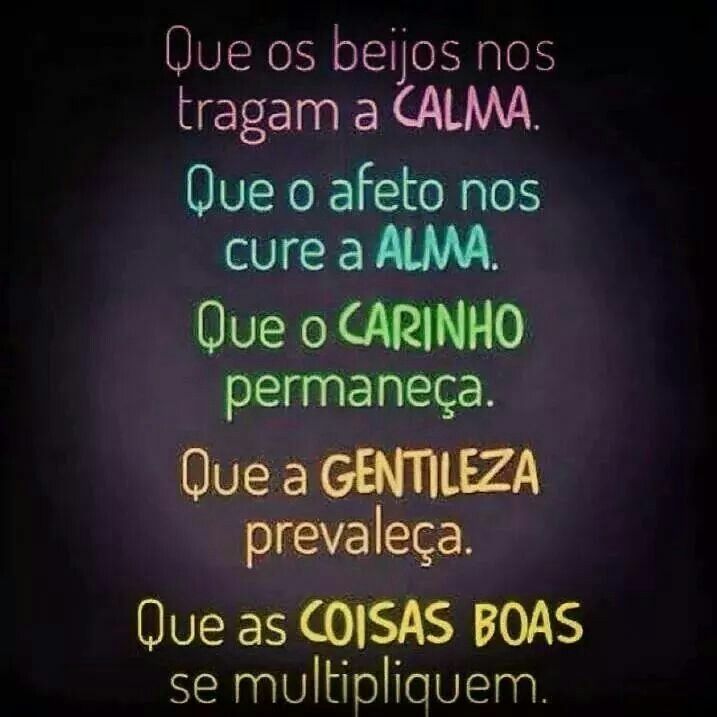 Que os beijos nos
tragam a CALMA.
Que o afeto nos
cure a ALMA.
Que o CARINHO
permaneça.
Que a GENTILEZA
prevaleça.
Que as COISAS BOAS
se multipliquem.